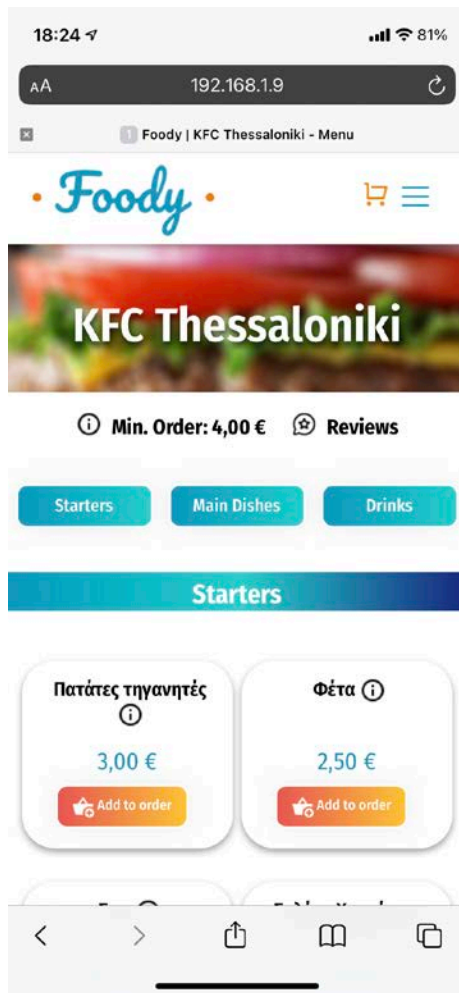 18:24
81%
AA
192.168.1.9
1 Foody | KFC Thessaloniki - Menu
Foody
KFC Thessaloniki
Min. Order: 4,00 €
Reviews
Starters
Main Dishes
Drinks
Starters
Πατάτες τηγανητές
3,00 €
Add to order
Φέτα
2,50 €
Add to order